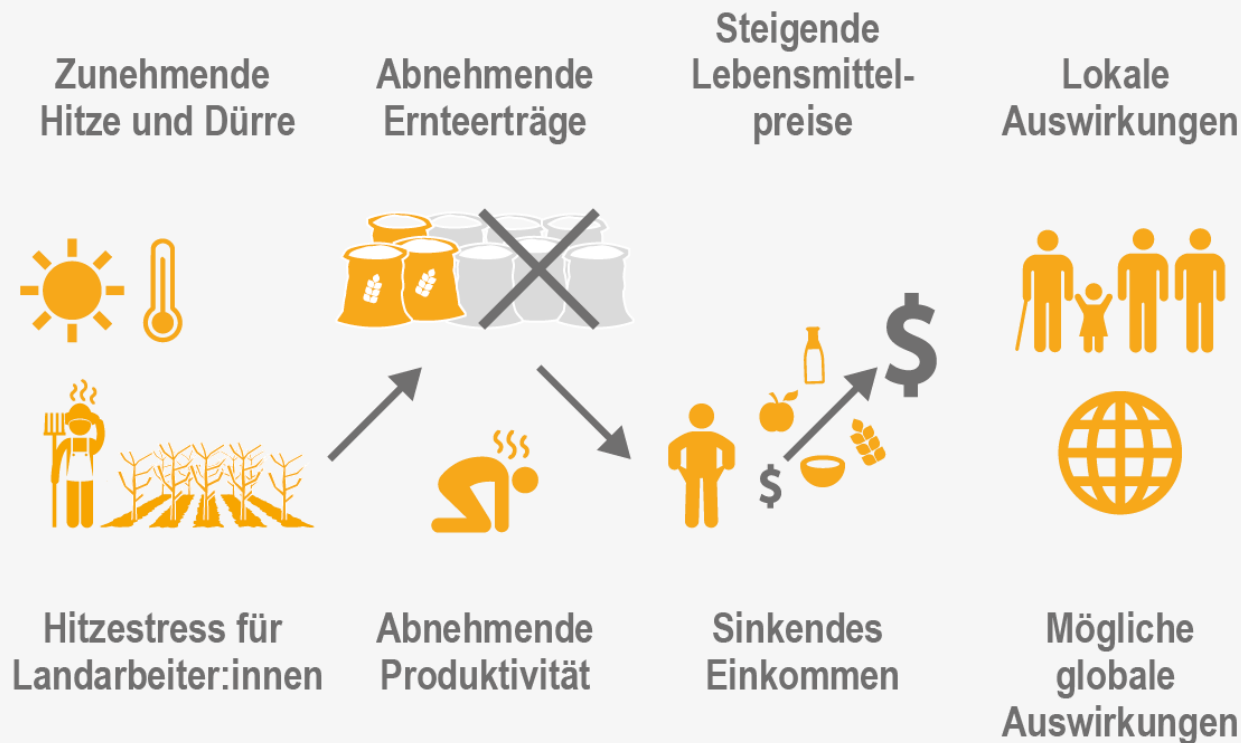 Zunehmende
Hitze und Dürre
Abnehmende
Ernteerträge
Steigende
Lebensmittel-
preise
Lokale
Auswirkungen
$
$
Hitzestress für
Landarbeiter:innen
Abnehmende
Produktivität
Sinkendes
Einkommen
Mögliche
globale
Auswirkungen